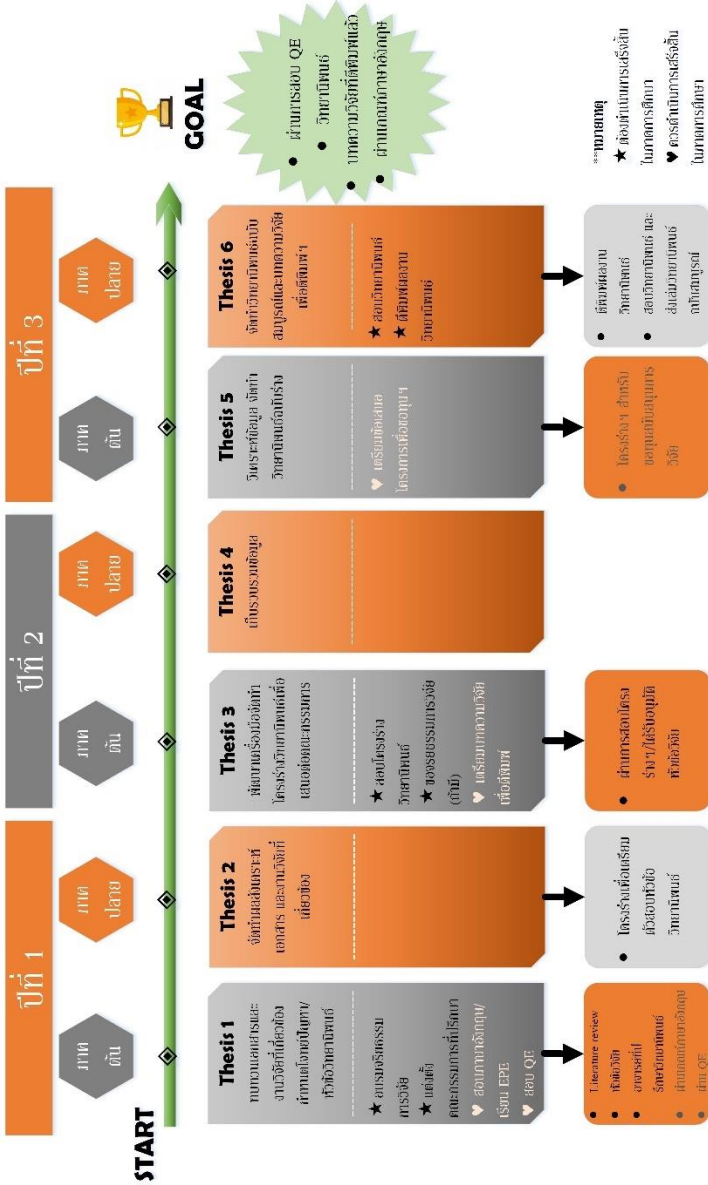 ปีที่ 1
ปีที่ 2
ปีที่ 3
ภาค
ต้น
ภาค
ปลาย
ภาค
ต้น
ภาค
ปลาย
ภาค
ต้น
ภาค
ปลาย
START
GOAL
Thesis 1
ทบทวนเอกสารและ
งานวิจัยที่เกี่ยวข้อง
กำหนดโจทย์ปัญหา/
หัวข้อวิทยานิพนธ์
★ อบรมจริยธรรม
การวิจัย
★ แต่งตั้ง
คณะกรรมการที่ปรึกษา
♥ สอบภาษาอังกฤษ/
เรียน EPE
♥ สอบ QE
Thesis 2
จัดทำผลสังเคราะห์
เอกสาร และงานวิจัยที่
เกี่ยวข้อง
Thesis 3
พัฒนาเครื่องมือจัดทำ
โครงร่างวิทยานิพนธ์เพื่อ
เสนอต่อคณะกรรมการ
★ สอบโครงร่าง
วิทยานิพนธ์
★ ขอจริยธรรมการวิจัย
(ถ้ามี)
♥ เตรียมบทความวิจัย
เพื่อตีพิมพ์
Thesis 4
เก็บรวบรวมข้อมูล
Thesis 5
วิเคราะห์ข้อมูล จัดทำ
วิทยานิพนธ์ฉบับร่าง
♥ เตรียมข้อเสนอ
โครงการเพื่อขอทุนฯ
Thesis 6
จัดทำวิทยานิพนธ์ฉบับ
สมบูรณ์และบทความวิจัย
เพื่อตีพิมพ์ฯ
★ สอบวิทยานิพนธ์
★ ตีพิมพ์ผลงาน
วิทยานิพนธ์
• ผ่านการสอบ QE
• วิทยานิพนธ์
• บทความวิจัยที่ตีพิมพ์แล้ว
• ผ่านเกณฑ์ภาษาอังกฤษ
• Literature review
• หัวข้อวิจัย
• อาจารย์ที่ป
รึกษาวิทยานิพนธ์
• ผ่านเกณฑ์ภาษาอังกฤษ
• ผ่าน QE
• โครงร่างเพื่อเตรียม
ตัวสอบหัวข้อ
วิทยานิพนธ์
• ผ่านการสอบโครง
ร่างฯ/ได้รับอนุมัติ
หัวข้อวิจัย
• โครงร่างฯ สำหรับ
ขอทุนสนับสนุนการ
วิจัย
• ตีพิมพ์ผลงาน
วิทยานิพนธ์
• สอบวิทยานิพนธ์ และ
ส่งเล่มวิทยานิพนธ์
ฉบับสมบูรณ์
**หมายเหตุ
★ ต้องดำเนินการเสร็จสิ้น
ในภาคการศึกษา
♥ ควรดำเนินการเสร็จสิ้น
ในภาคการศึกษา